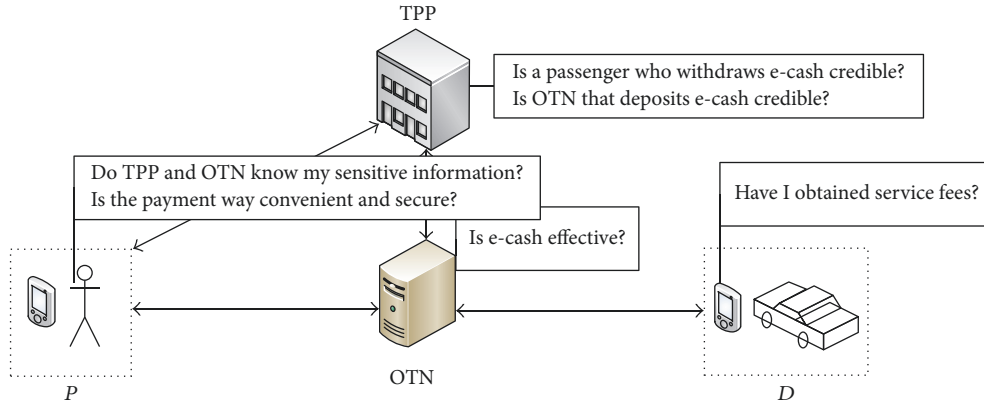 TPP
Is a passenger who withdraws e-cash credible?
Is OTN that deposits e-cash credible?
Do TPP and OTN know my sensitive information?
Is the payment way convenient and secure?
Have I obtained service fees?
Is e-cash effective?
OTN
P
D